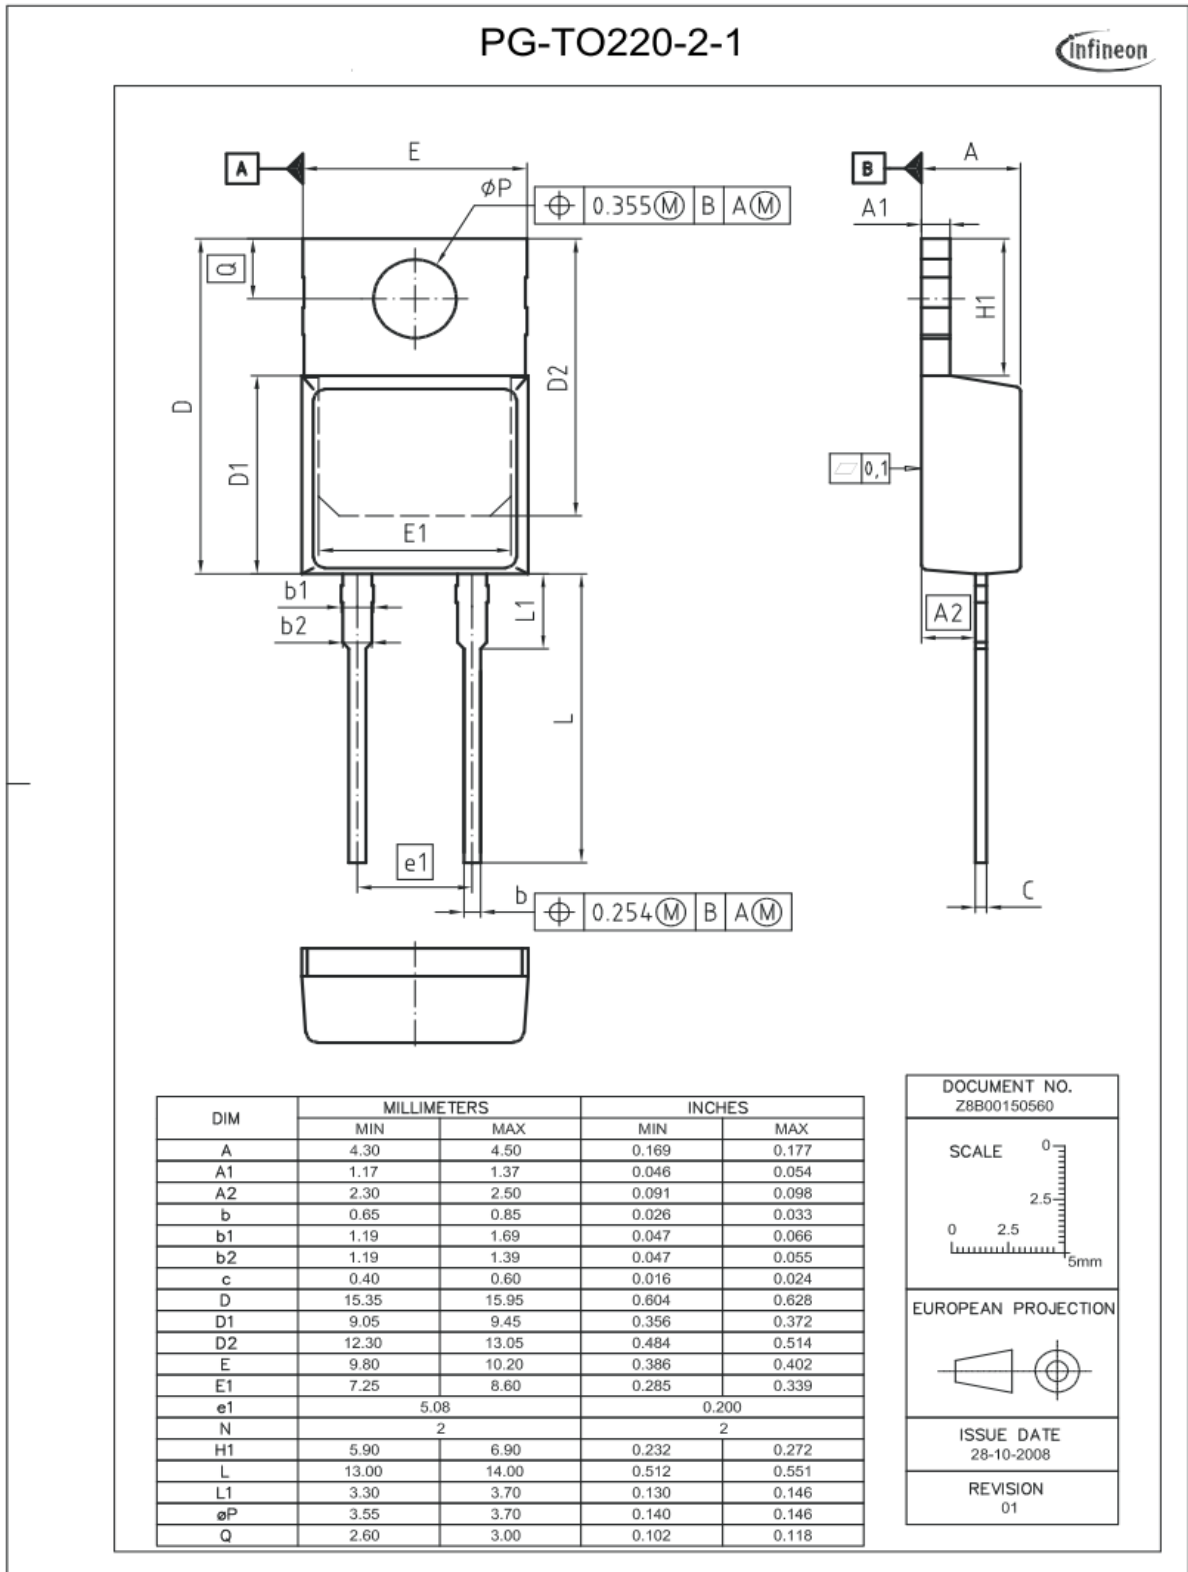 PG-TO220-2-1
infineon
A
E
B
A
øP
0.355 Ⓜ B A Ⓜ
A1
Q
H1
D2
D
D1
0,1
E1
b1
b2
L1
A2
L
e1
b
0.254 Ⓜ B A Ⓜ
C
DIM MILLIMETERS INCHES
MIN MAX MIN MAX
A 4.30 4.50 0.169 0.177
A1 1.17 1.37 0.046 0.054
A2 2.30 2.50 0.091 0.098
b 0.65 0.85 0.026 0.033
b1 1.19 1.69 0.047 0.066
b2 1.19 1.39 0.047 0.055
c 0.40 0.60 0.016 0.024
D 15.35 15.95 0.604 0.628
D1 9.05 9.45 0.356 0.372
D2 12.30 13.05 0.484 0.514
E 9.80 10.20 0.386 0.402
E1 7.25 8.60 0.285 0.339
e1 5.08 0.200
N 2 2
H1 5.90 6.90 0.232 0.272
L 13.00 14.00 0.512 0.551
L1 3.30 3.70 0.130 0.146
øP 3.55 3.70 0.140 0.146
Q 2.60 3.00 0.102 0.118
DOCUMENT NO.
Z8B00150560
SCALE 0
2.5
0 2.5
5mm
EUROPEAN PROJECTION
ISSUE DATE
28-10-2008
REVISION
01